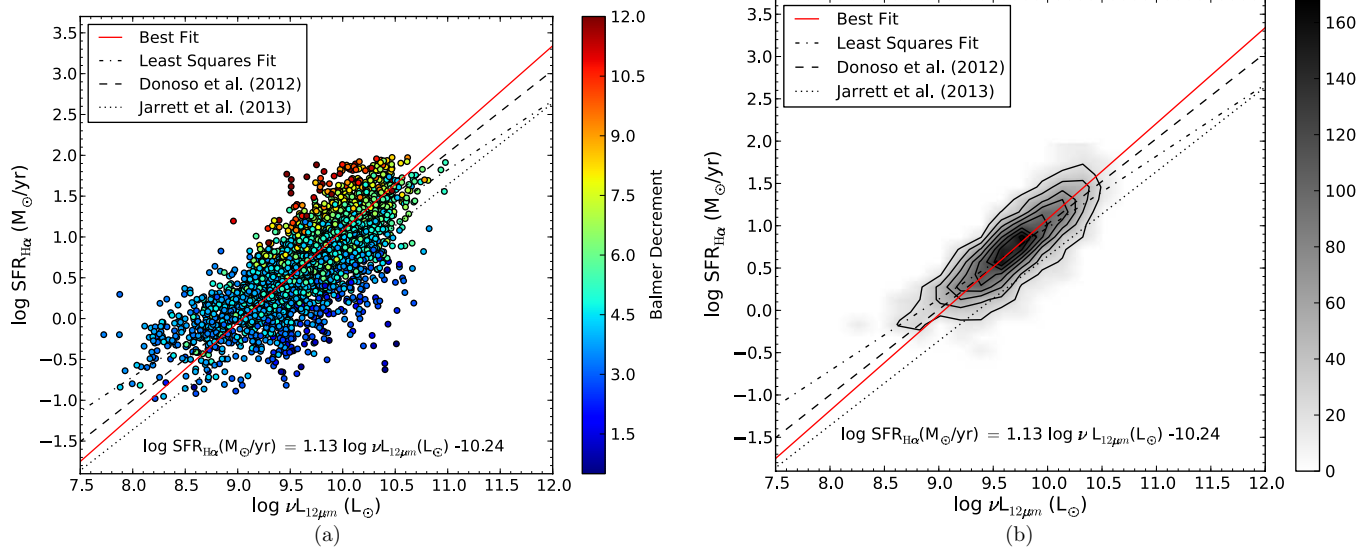 Best Fit
Least Squares Fit
Donoso et al. (2012)
Jarrett et al. (2013)
3.5
3.0
2.5
2.0
1.5
1.0
0.5
0.0
−0.5
−1.0
−1.5
log SFR_Hα (M_⊙/yr)
log SFR_Hα(M_⊙/yr) = 1.13 log νL_12μm(L_⊙) -10.24
7.5 8.0 8.5 9.0 9.5 10.0 10.5 11.0 11.5 12.0
log νL_12μm (L_⊙)
(a)
12.0
10.5
9.0
7.5
6.0
4.5
3.0
1.5
Balmer Decrement
Best Fit
Least Squares Fit
Donoso et al. (2012)
Jarrett et al. (2013)
3.5
3.0
2.5
2.0
1.5
1.0
0.5
0.0
−0.5
−1.0
−1.5
log SFR_Hα (M_⊙/yr)
log SFR_Hα(M_⊙/yr) = 1.13 log ν L_12μm(L_⊙) -10.24
7.5 8.0 8.5 9.0 9.5 10.0 10.5 11.0 11.5 12.0
log νL_12μm (L_⊙)
(b)
160
140
120
100
80
60
40
20
0